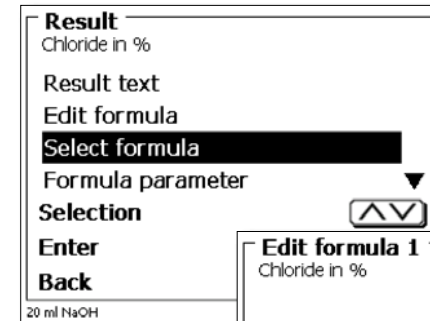 Result
Chloride in %
Result text
Edit formula
Select formula
Formula parameter
Selection
Enter
Back
20 ml NaOH
Edit formula 1
Chloride in %